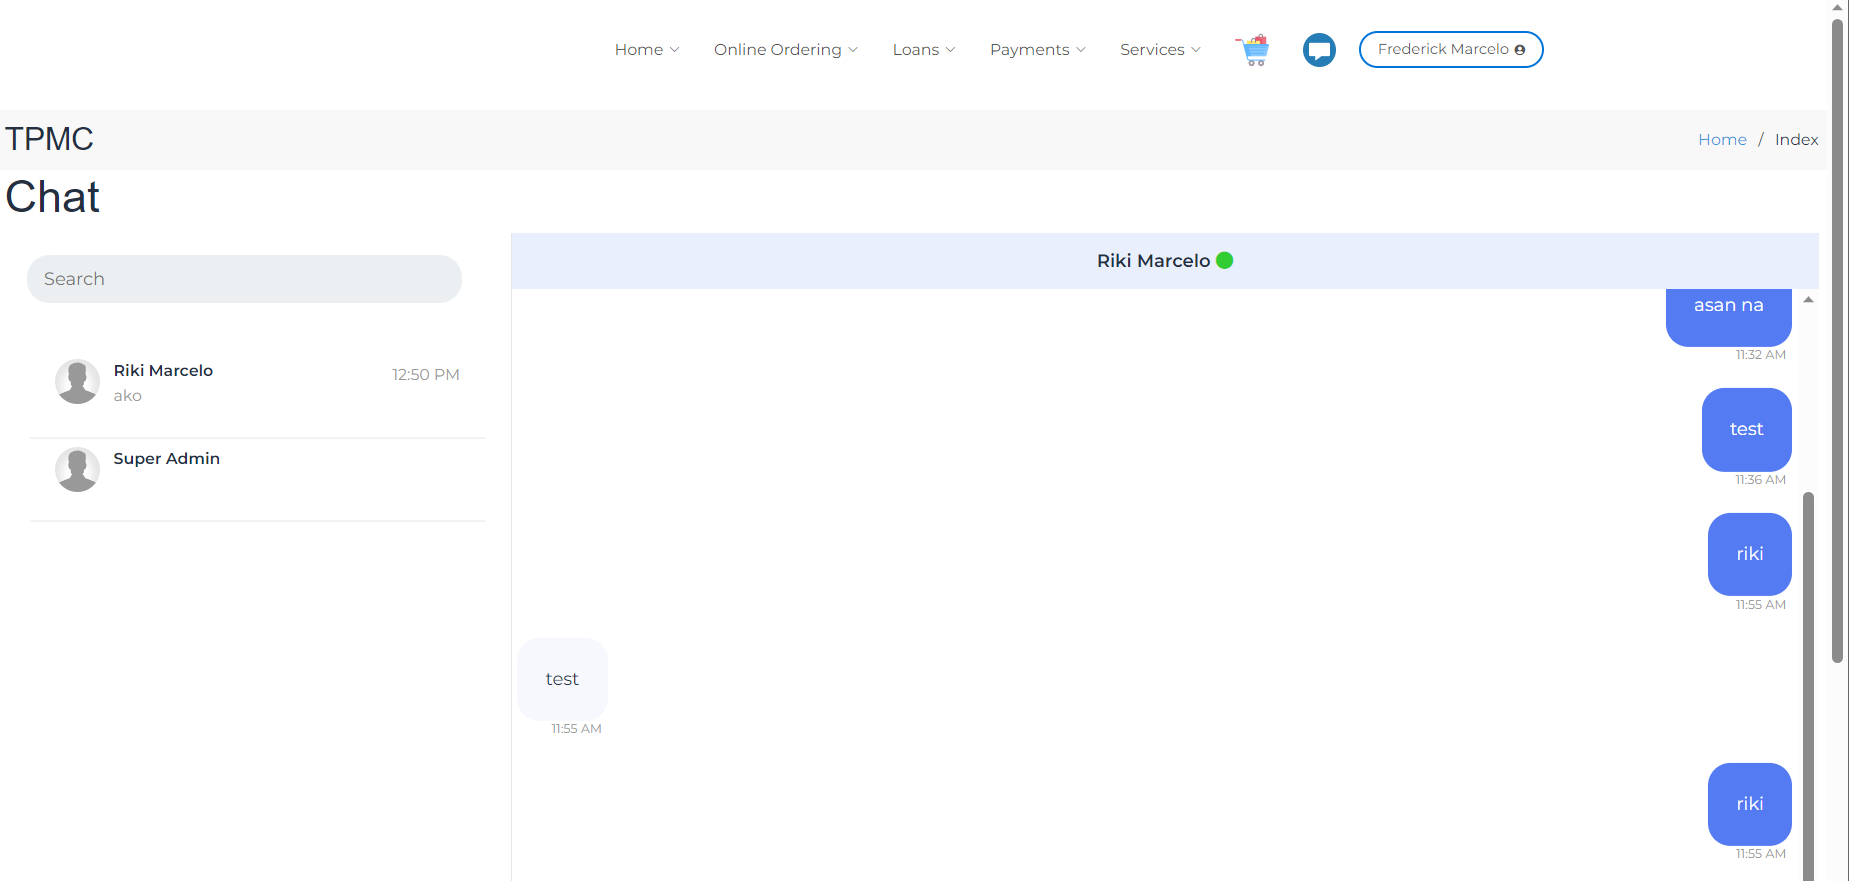 Home Online Ordering Loans Payments Services Frederick Marcelo
TPMC
Home / Index
Chat
Search
Riki Marcelo
12:50 PM
ako
Super Admin
Riki Marcelo
asan na
11:32 AM
test
11:36 AM
riki
11:55 AM
test
11:55 AM
riki
11:55 AM